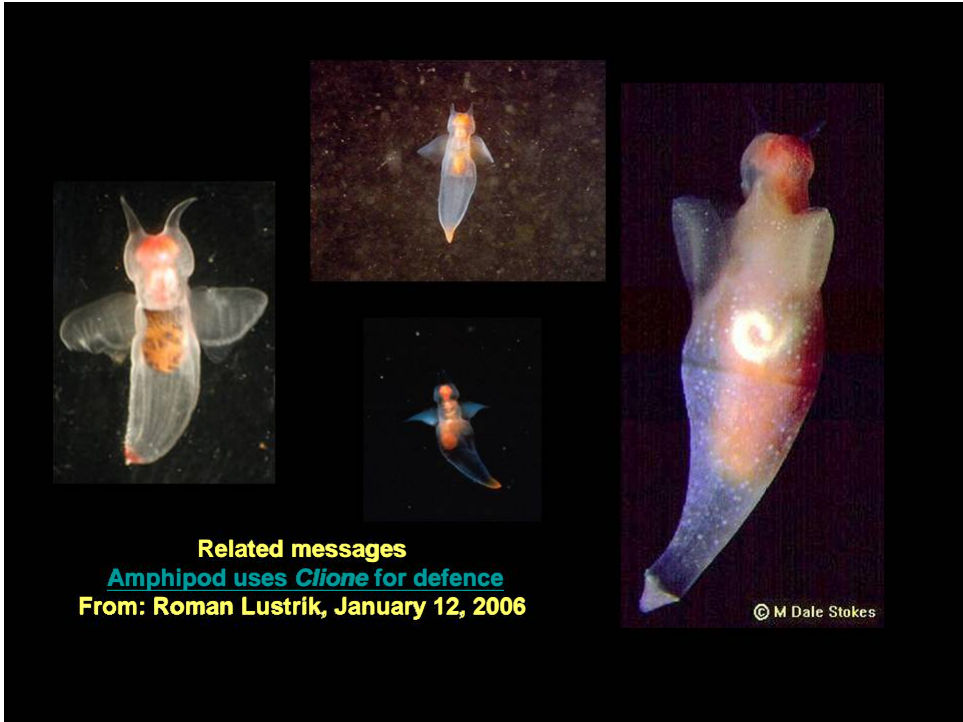 Related messages
Amphipod uses Clione for defence
From: Roman Lustrik, January 12, 2006
© M Dale Stokes